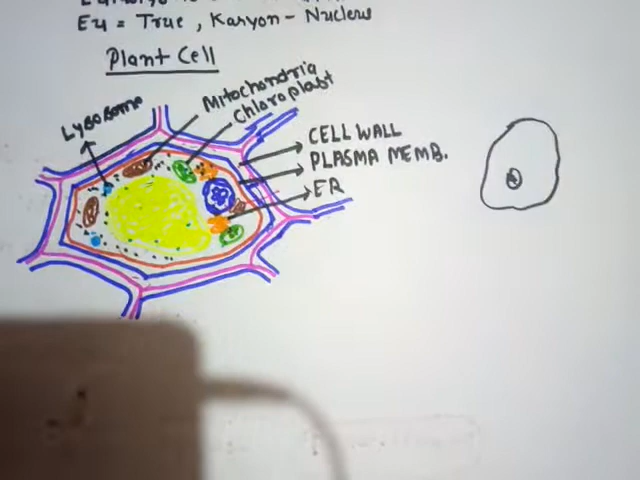 Eu = True, Karyon - Nucleus
Plant Cell
Lysosome
Mitochondria
Chloroplast
CELL WALL
PLASMA MEMB.
ER